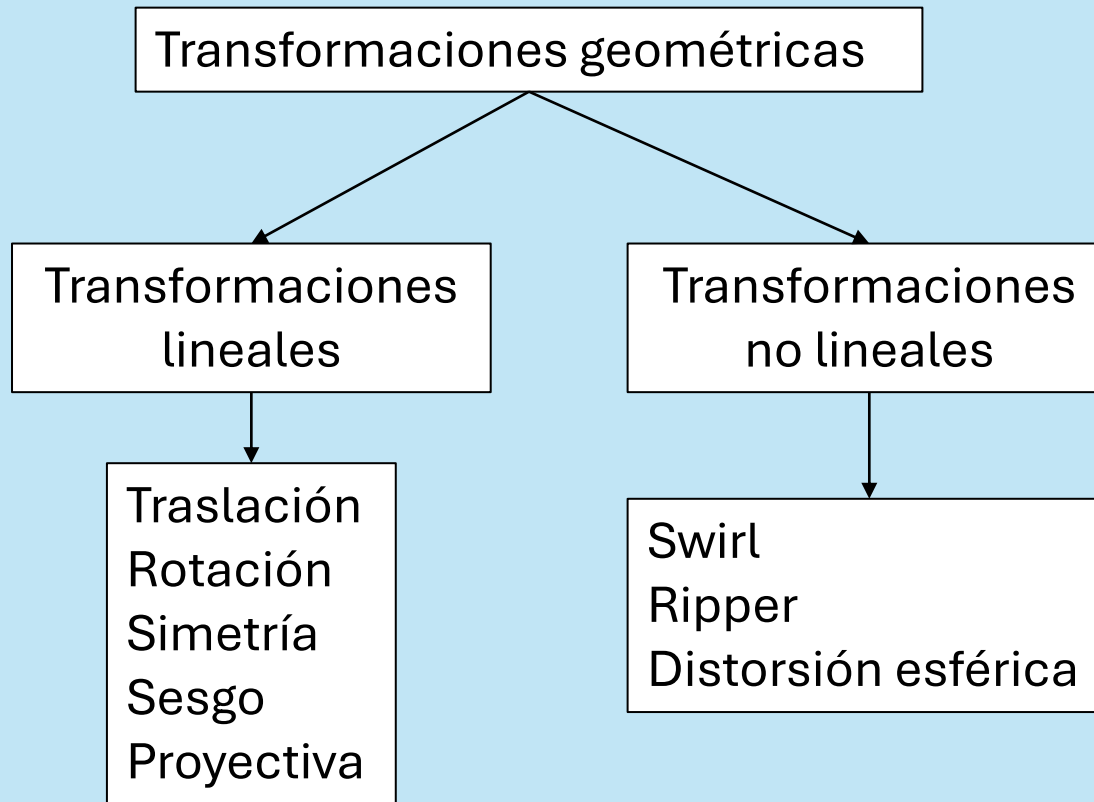 Transformaciones geométricas
Transformaciones
lineales
Transformaciones
no lineales
Traslación
Rotación
Simetría
Sesgo
Proyectiva
Swirl
Ripper
Distorsión esférica